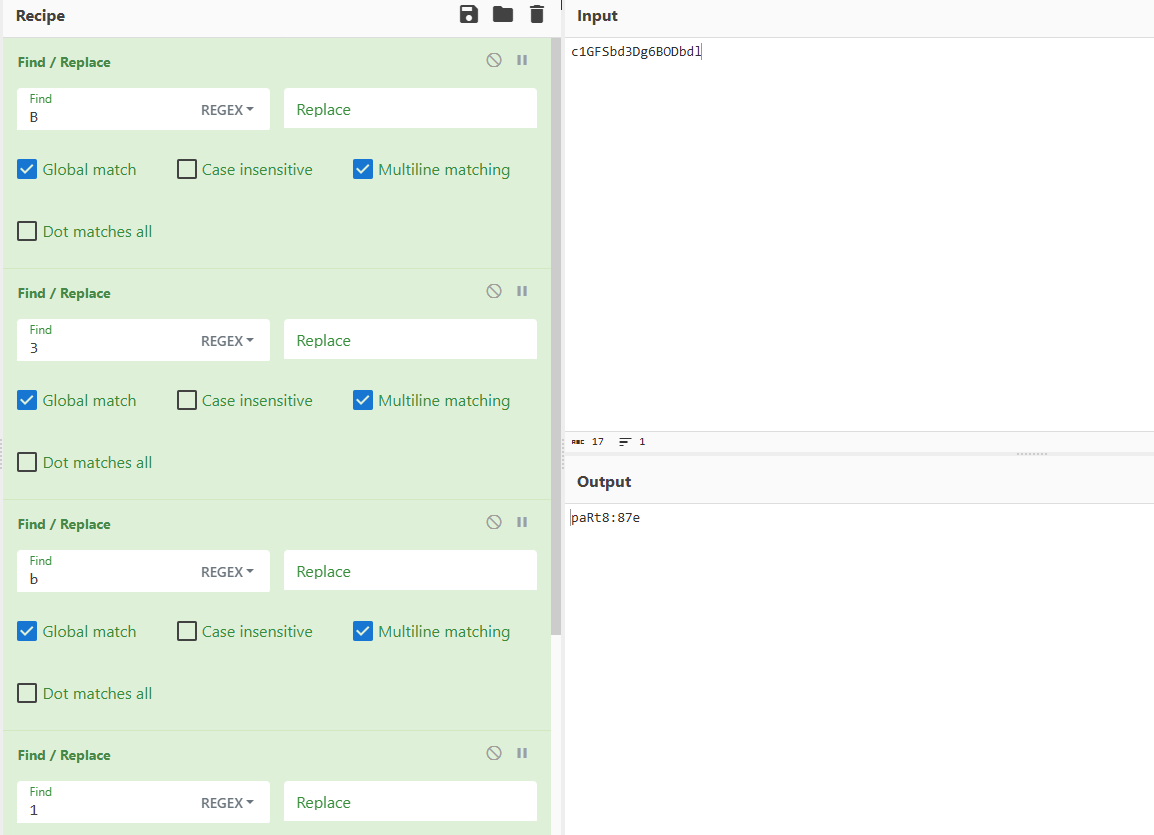 Recipe
Find / Replace
Find
B
REGEX
Replace
Global match
Case insensitive
Multiline matching
Dot matches all
Find / Replace
Find
3
REGEX
Replace
Global match
Case insensitive
Multiline matching
Dot matches all
Find / Replace
Find
b
REGEX
Replace
Global match
Case insensitive
Multiline matching
Dot matches all
Find / Replace
Find
1
REGEX
Replace
Input
c1GFSbd3Dg6BODbdl
ABC 17 1
Output
paRt8:87e